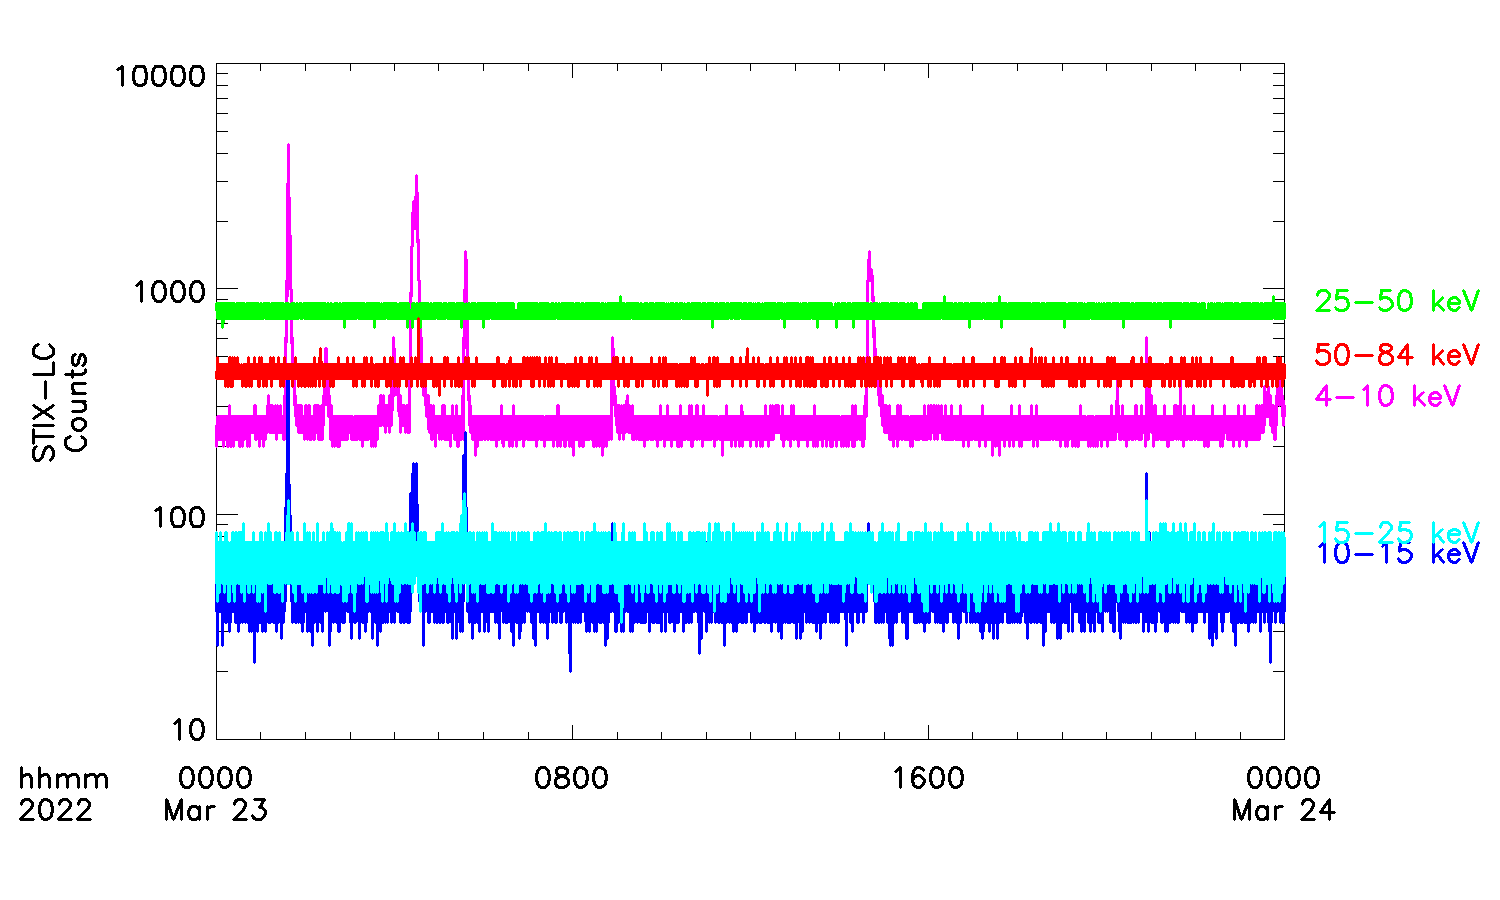 10000
1000
100
10
STIX-LC
Counts
25-50 keV
50-84 keV
4-10 keV
15-25 keV
10-15 keV
hhmm 0000 0800 1600 0000
2022 Mar 23 Mar 24